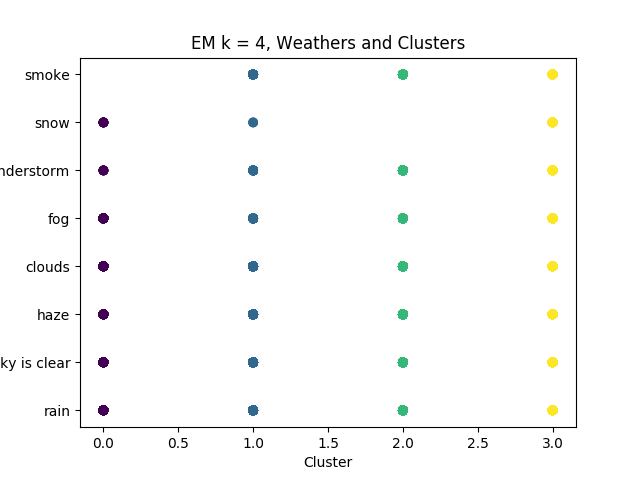 EM k = 4, Weathers and Clusters
smoke
snow
nderstorm
fog
clouds
haze
ky is clear
rain
0.0 0.5 1.0 1.5 2.0 2.5 3.0
Cluster